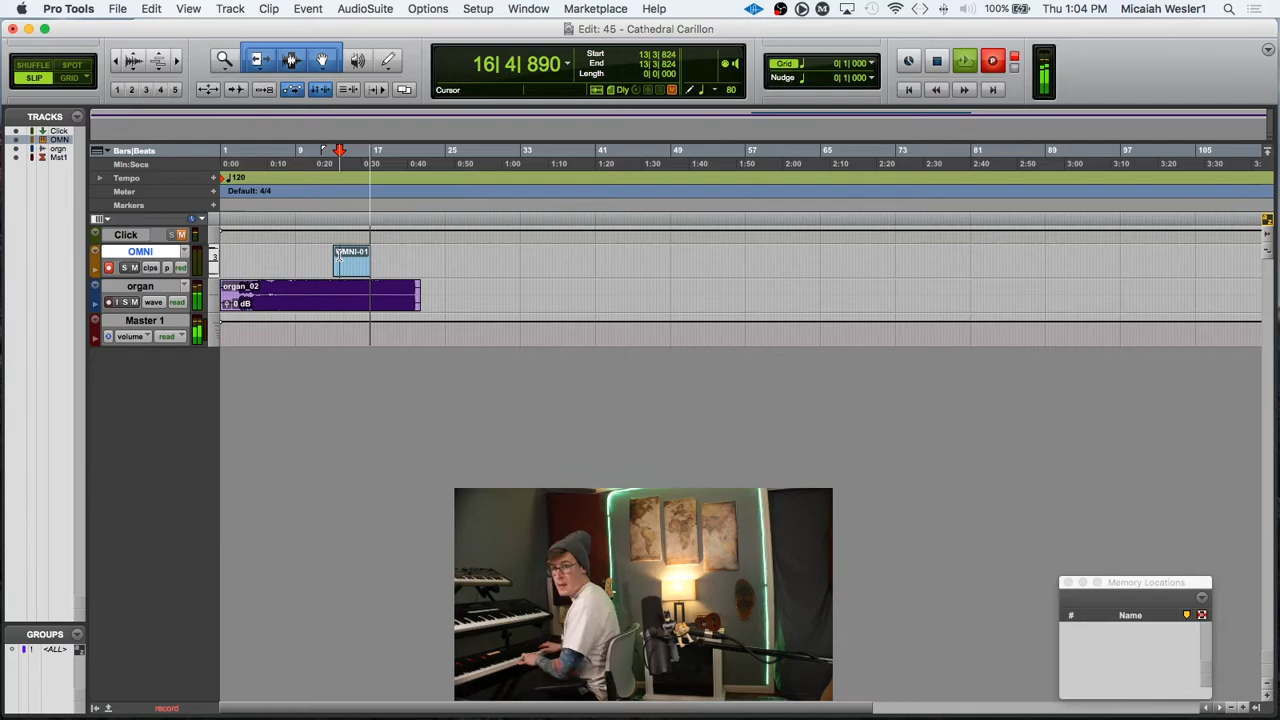 Pro Tools File Edit View Track Clip Event AudioSuite Options Setup Window Marketplace Help 100% Thu 1:04 PM Micaiah Wesler1
Edit: 45 - Cathedral Carillon
SHUFFLE SPOT
SLIP GRID
1 2 3 4 5
16| 4| 890
Start 13| 3| 824
End 13| 3| 824
Length 0| 0| 000
Cursor Dly M 80
Grid 0| 1| 000
Nudge 0| 1| 000
TRACKS
Click
OMN
orgn
Mst1
Bars|Beats 1 9 17 25 33 41 49 57 65 73 81 89 97 105
Min:Secs 0:00 0:10 0:20 0:30 0:40 0:50 1:00 1:10 1:20 1:30 1:40 1:50 2:00 2:10 2:20 2:30 2:40 2:50 3:00 3:10 3:20 3:30 3:
Tempo 120
Meter Default: 4/4
Markers
Click S M
OMNI OMNI-01
S M clips p red 3
organ organ_02
I S M wave read 0 dB
Master 1
volume read
Memory Locations
# Name
GROUPS
! <ALL>
record